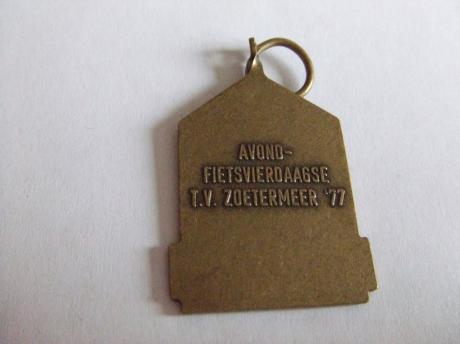 AVOND-
FIETSVIERDAAGSE
T.V. ZOETERMEER '77